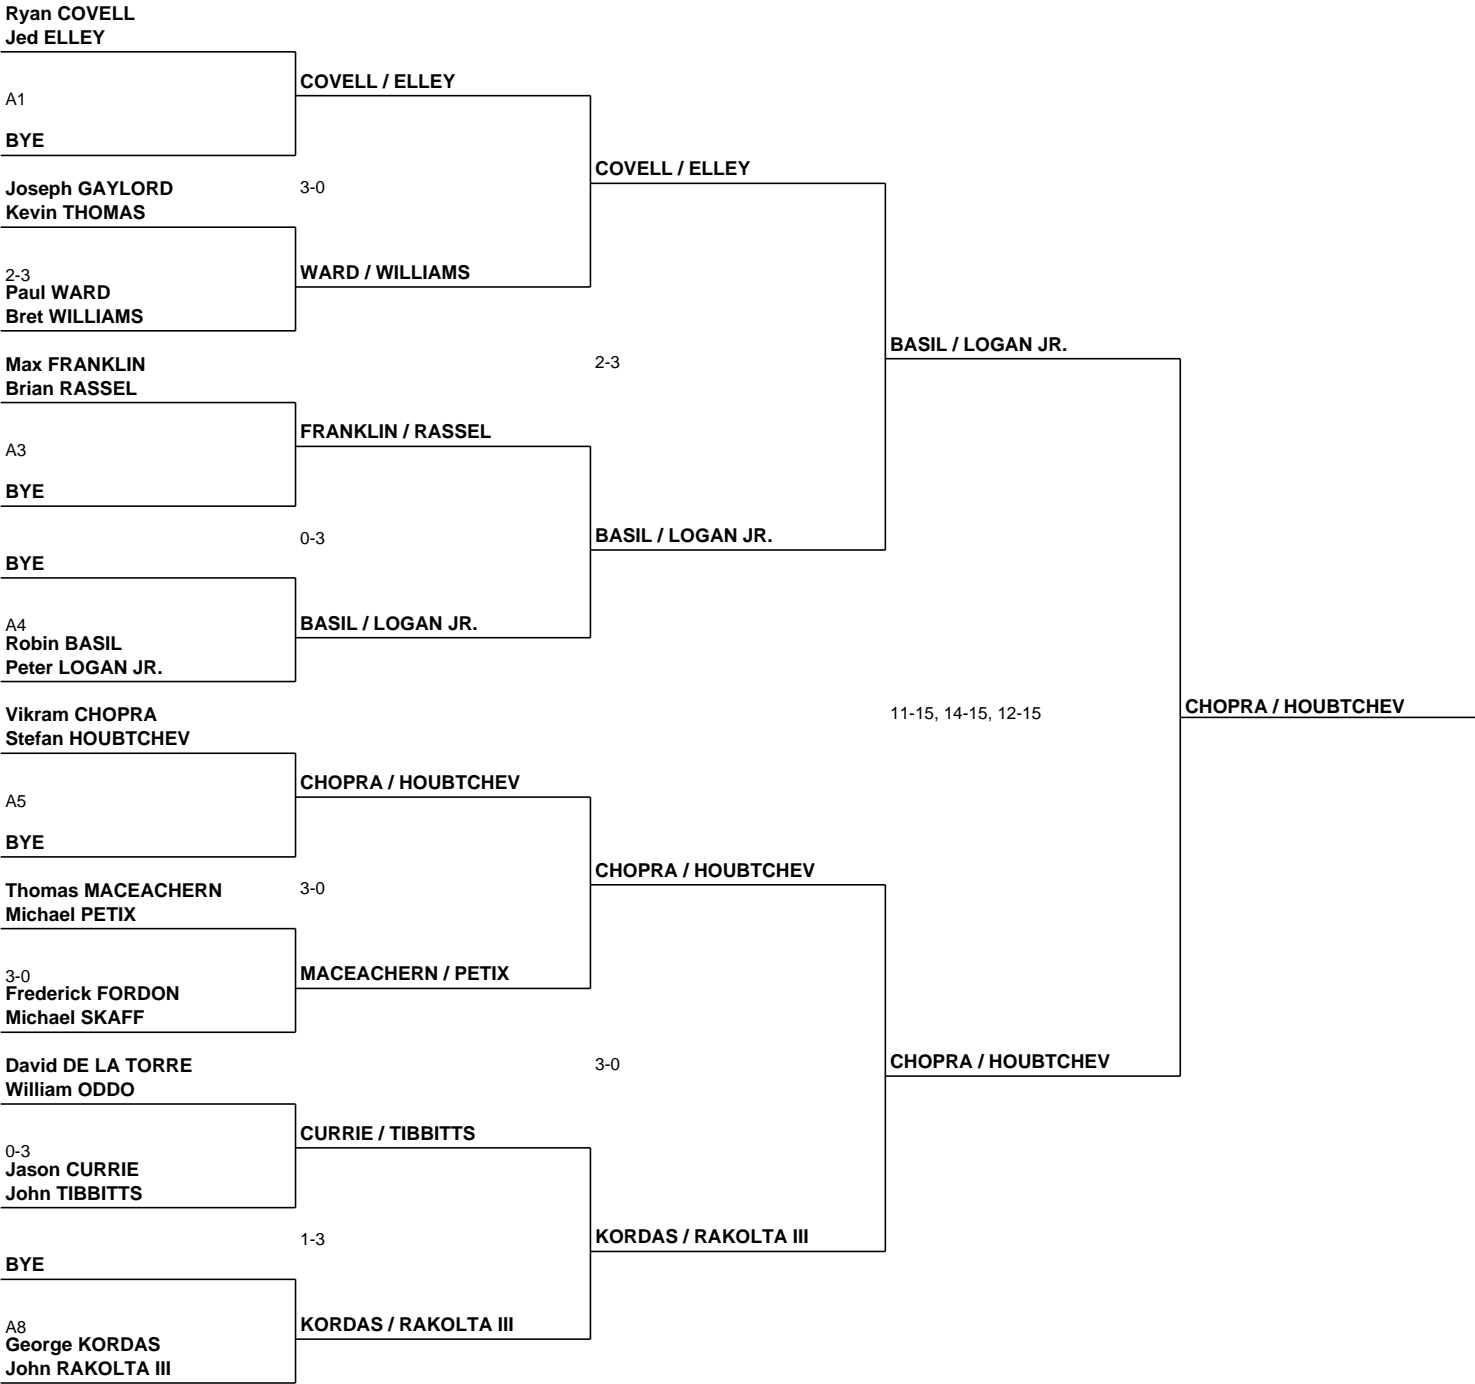 Ryan COVELL
Jed ELLEY
A1
BYE
Joseph GAYLORD
Kevin THOMAS
2-3
Paul WARD
Bret WILLIAMS
Max FRANKLIN
Brian RASSEL
A3
BYE
BYE
A4
Robin BASIL
Peter LOGAN JR.
Vikram CHOPRA
Stefan HOUBTCHEV
A5
BYE
Thomas MACEACHERN
Michael PETIX
3-0
Frederick FORDON
Michael SKAFF
David DE LA TORRE
William ODDO
0-3
Jason CURRIE
John TIBBITTS
BYE
A8
George KORDAS
John RAKOLTA III
COVELL / ELLEY
3-0
WARD / WILLIAMS
FRANKLIN / RASSEL
0-3
BASIL / LOGAN JR.
CHOPRA / HOUBTCHEV
3-0
MACEACHERN / PETIX
CURRIE / TIBBITTS
1-3
KORDAS / RAKOLTA III
COVELL / ELLEY
2-3
BASIL / LOGAN JR.
CHOPRA / HOUBTCHEV
3-0
KORDAS / RAKOLTA III
BASIL / LOGAN JR.
11-15, 14-15, 12-15
CHOPRA / HOUBTCHEV
CHOPRA / HOUBTCHEV